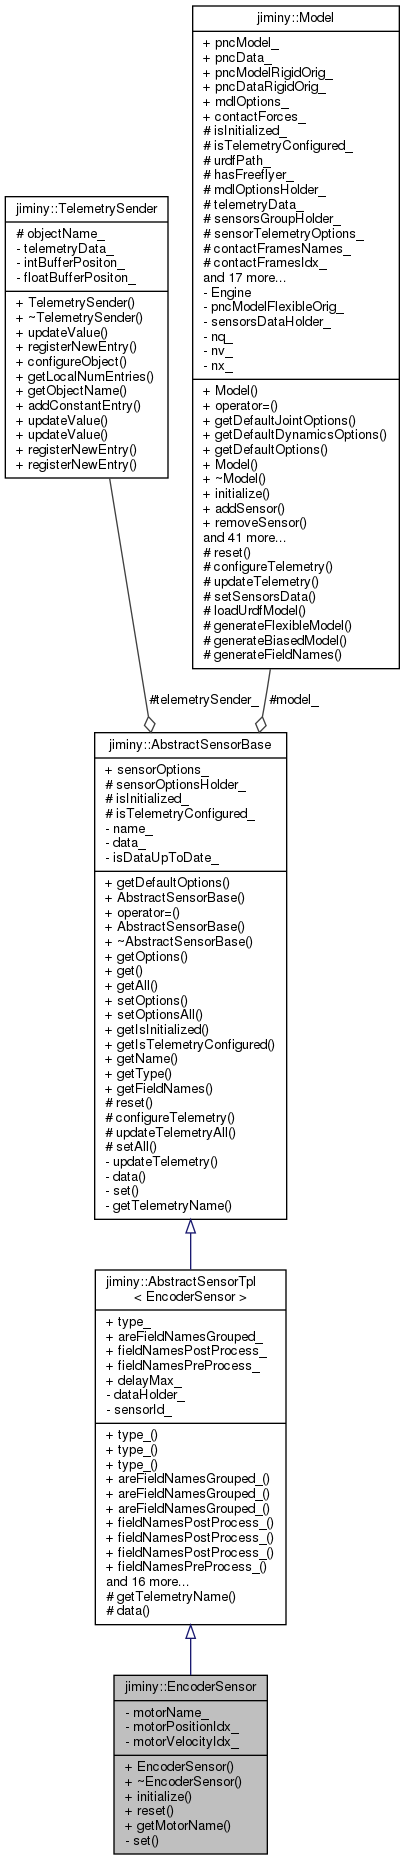 jiminy::Model
+ pncModel_
+ pncData_
+ pncModelRigidOrig_
+ pncDataRigidOrig_
+ mdlOptions_
+ contactForces_
# isInitialized_
# isTelemetryConfigured_
# urdfPath_
# hasFreeflyer_
# mdlOptionsHolder_
# telemetryData_
# sensorsGroupHolder_
# sensorTelemetryOptions_
# contactFramesNames_
# contactFramesIdx_
and 17 more...
- Engine
- pncModelFlexibleOrig_
- sensorsDataHolder_
- nq_
- nv_
- nx_
+ Model()
+ operator=()
+ getDefaultJointOptions()
+ getDefaultDynamicsOptions()
+ getDefaultOptions()
+ Model()
+ ~Model()
+ initialize()
+ addSensor()
+ removeSensor()
and 41 more...
# reset()
# configureTelemetry()
# updateTelemetry()
# setSensorsData()
# loadUrdfModel()
# generateFlexibleModel()
# generateBiasedModel()
# generateFieldNames()
jiminy::TelemetrySender
# objectName_
- telemetryData_
- intBufferPositon_
- floatBufferPositon_
+ TelemetrySender()
+ ~TelemetrySender()
+ updateValue()
+ registerNewEntry()
+ configureObject()
+ getLocalNumEntries()
+ getObjectName()
+ addConstantEntry()
+ updateValue()
+ updateValue()
+ registerNewEntry()
+ registerNewEntry()
#telemetrySender_
#model_
jiminy::AbstractSensorBase
+ sensorOptions_
# sensorOptionsHolder_
# isInitialized_
# isTelemetryConfigured_
- name_
- data_
- isDataUpToDate_
+ getDefaultOptions()
+ AbstractSensorBase()
+ operator=()
+ AbstractSensorBase()
+ ~AbstractSensorBase()
+ getOptions()
+ get()
+ getAll()
+ setOptions()
+ setOptionsAll()
+ getIsInitialized()
+ getIsTelemetryConfigured()
+ getName()
+ getType()
+ getFieldNames()
# reset()
# configureTelemetry()
# updateTelemetryAll()
# setAll()
- updateTelemetry()
- data()
- set()
- getTelemetryName()
jiminy::AbstractSensorTpl
< EncoderSensor >
+ type_
+ areFieldNamesGrouped_
+ fieldNamesPostProcess_
+ fieldNamesPreProcess_
+ delayMax_
- dataHolder_
- sensorId_
+ type_()
+ type_()
+ type_()
+ areFieldNamesGrouped_()
+ areFieldNamesGrouped_()
+ areFieldNamesGrouped_()
+ fieldNamesPostProcess_()
+ fieldNamesPostProcess_()
+ fieldNamesPostProcess_()
+ fieldNamesPreProcess_()
and 16 more...
# getTelemetryName()
# data()
jiminy::EncoderSensor
- motorName_
- motorPositionIdx_
- motorVelocityIdx_
+ EncoderSensor()
+ ~EncoderSensor()
+ initialize()
+ reset()
+ getMotorName()
- set()